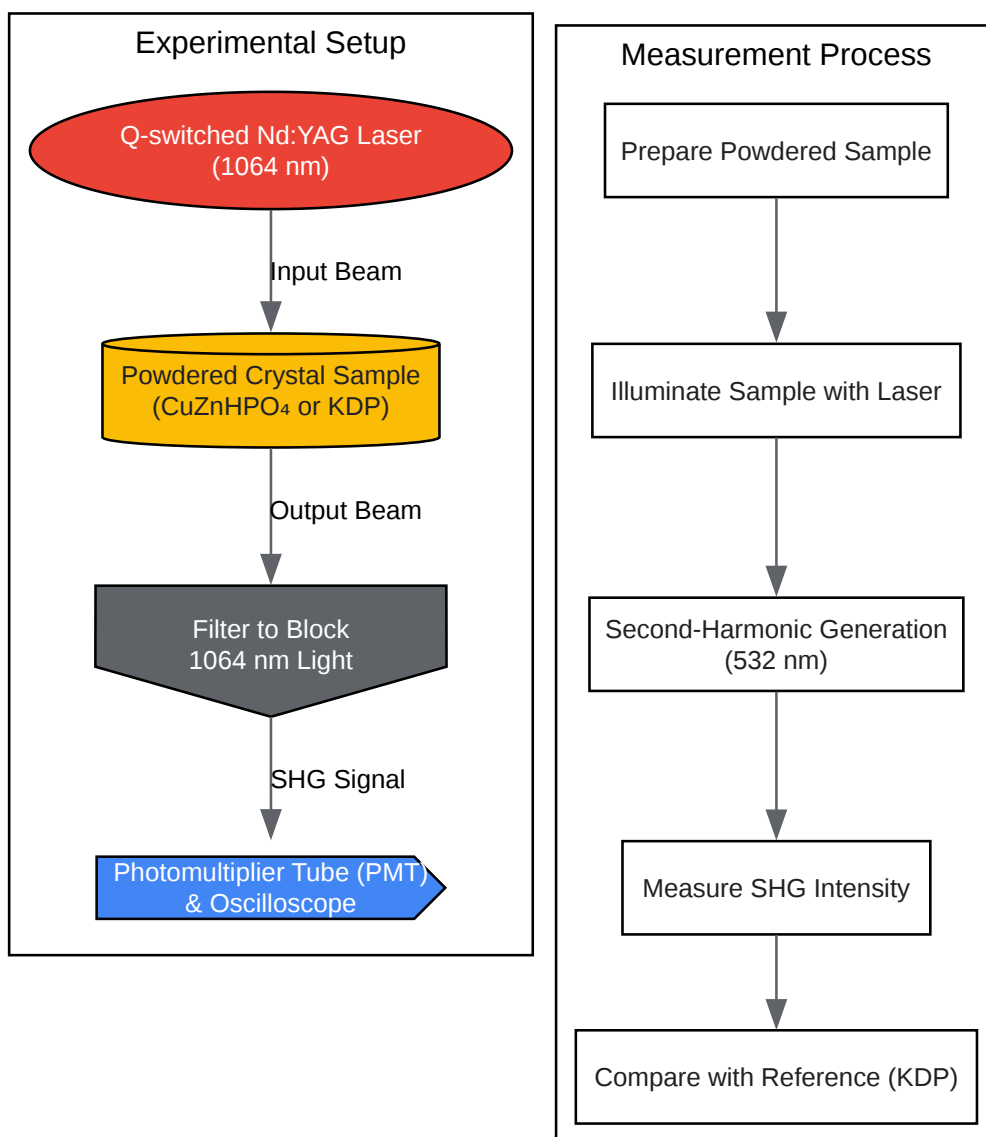 Experimental Setup
Q-switched Nd:YAG Laser
(1064 nm)
Input Beam
Powdered Crystal Sample
(CuZnHPO₄ or KDP)
Output Beam
Filter to Block
1064 nm Light
SHG Signal
Photomultiplier Tube (PMT)
& Oscilloscope
Measurement Process
Prepare Powdered Sample
Illuminate Sample with Laser
Second-Harmonic Generation
(532 nm)
Measure SHG Intensity
Compare with Reference (KDP)